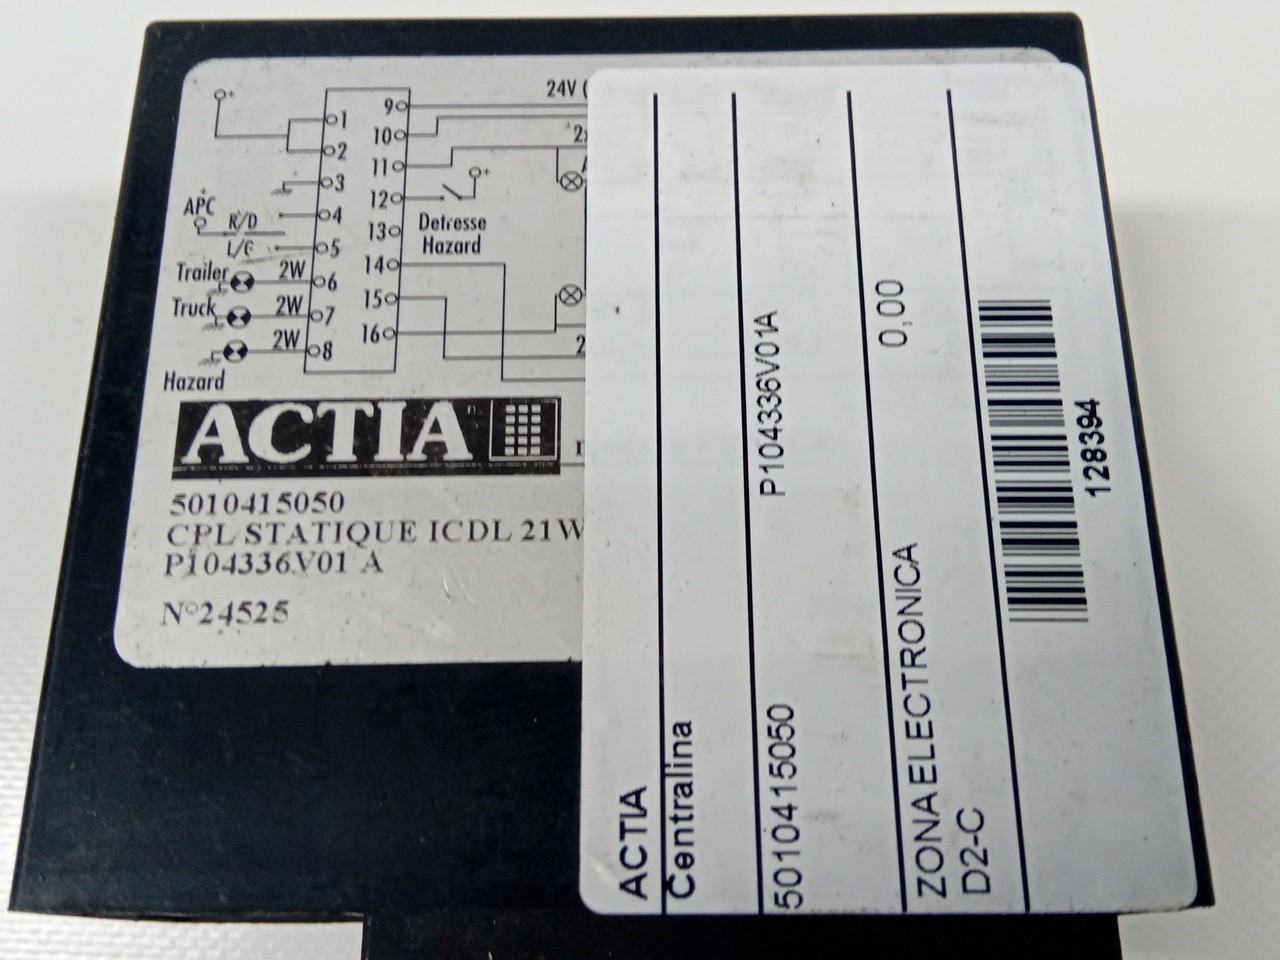 24V (
1
2
3
4
5
6
7
8
9
10
11
12
13
14
15
16
APC
R/D
Trailer
2W
Truck
2W
2W
Hazard
Detresse
Hazard
ACTIA
5010415050
CPL STATIQUE ICDL 21W
P104336V01 A
N°24525
ACTIA
Centralina
5010415050 P104336V01A
0,00
ZONA ELECTRONICA
D2-C
128394